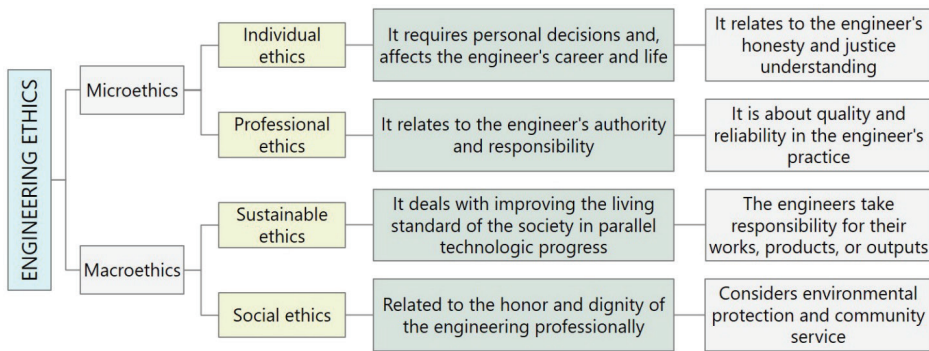 ENGINEERING ETHICS
Microethics
Individual
ethics
It requires personal decisions and,
affects the engineer's career and life
It relates to the engineer's
honesty and justice
understanding
Professional
ethics
It relates to the engineer's authority
and responsibility
It is about quality and
reliability in the engineer's
practice
Macroethics
Sustainable
ethics
It deals with improving the living
standard of the society in parallel
technologic progress
The engineers take
responsibility for their
works, products, or outputs
Social ethics
Related to the honor and dignity of
the engineering professionally
Considers environmental
protection and community
service